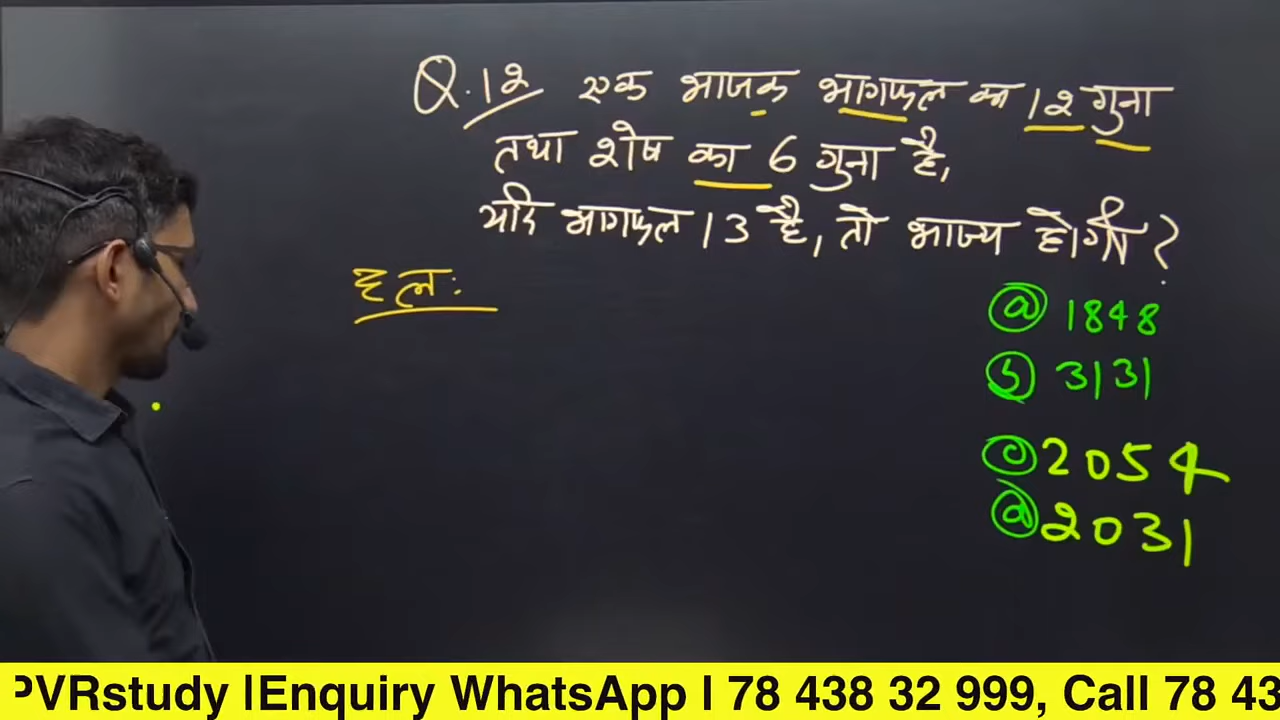 Q.12 एक भाजक भागफल का 12 गुना
तथा शेष का 6 गुना है,
यदि भागफल 13 है, तो भाज्य होगा ?
हल:
a 1848
b 3131
c 2054
d 2031
PVRstudy | Enquiry WhatsApp | 78 438 32 999, Call 78 43